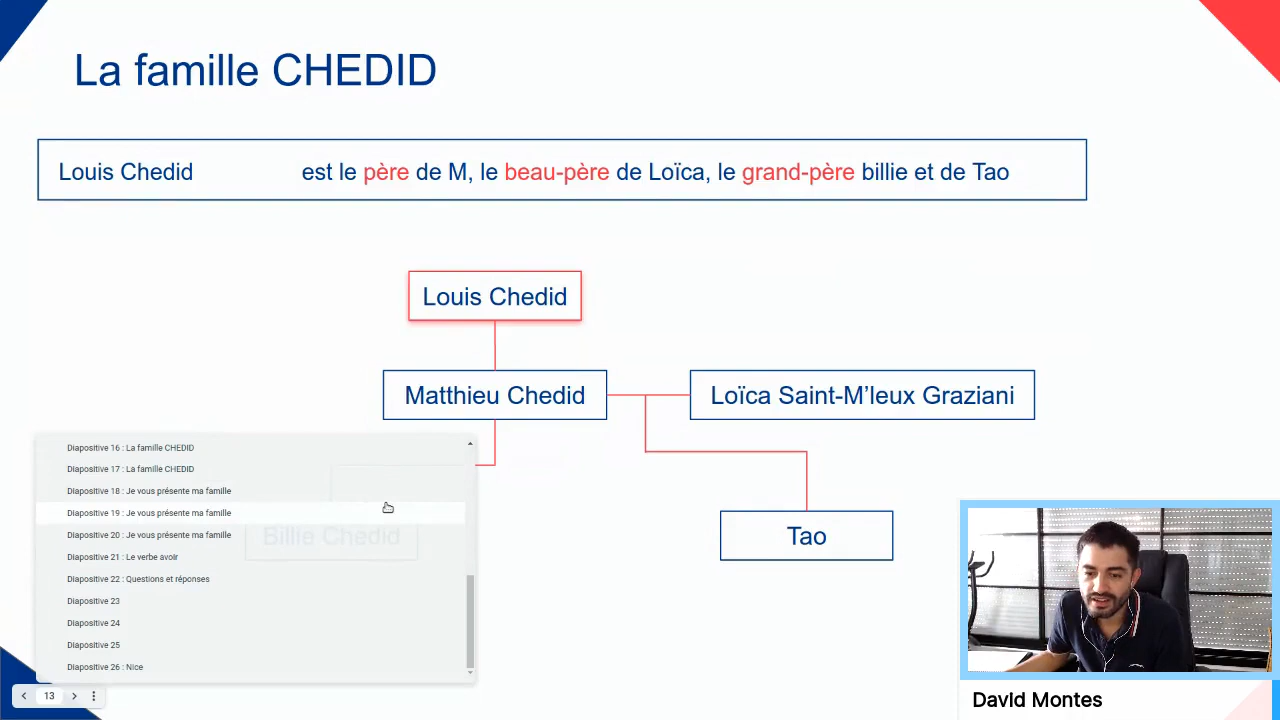 La famille CHEDID
Louis Chedid est le père de M, le beau-père de Loïca, le grand-père billie et de Tao
Louis Chedid
Matthieu Chedid
Loïca Saint-M’leux Graziani
Diapositive 16 : La famille CHEDID
Diapositive 17 : La famille CHEDID
Diapositive 18 : Je vous présente ma famille
Diapositive 19 : Je vous présente ma famille
Diapositive 20 : Je vous présente ma famille
Billie Chedid
Tao
Diapositive 21 : Le verbe avoir
Diapositive 22 : Questions et réponses
Diapositive 23
Diapositive 24
Diapositive 25
Diapositive 26 : Nice
13
David Montes